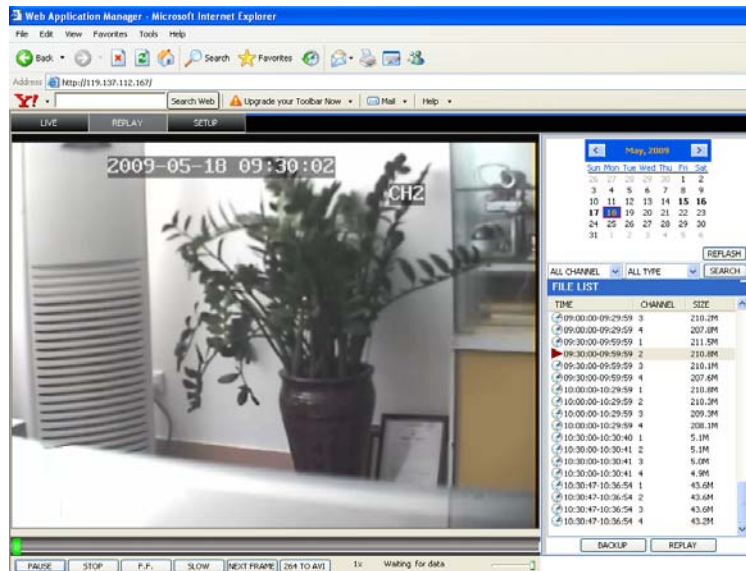 Web Application Manager - Microsoft Internet Explorer
File Edit View Favorites Tools Help
Back Search Favorites
Address http://119.137.112.167/
Y! Search Web Upgrade your Toolbar Now Mail Help
LIVE REPLAY SETUP
2009-05-18 09:30:02
CH2
< May, 2009 >
Sun Mon Tue Wed Thu Fri Sat
26 27 28 29 30 1 2
3 4 5 6 7 8 9
10 11 12 13 14 15 16
17 18 19 20 21 22 23
24 25 26 27 28 29 30
31 1 2 3 4 5 6
REFLASH
ALL CHANNEL ALL TYPE SEARCH
FILE LIST
TIME CHANNEL SIZE
09:00:00-09:29:59 3 210.2M
09:00:00-09:29:59 4 207.8M
09:30:00-09:59:59 1 211.5M
09:30:00-09:59:59 2 210.8M
09:30:00-09:59:59 3 210.1M
09:30:00-09:59:59 4 207.6M
10:00:00-10:29:59 1 210.8M
10:00:00-10:29:59 2 210.3M
10:00:00-10:29:59 3 209.3M
10:00:00-10:29:59 4 208.1M
10:30:00-10:30:40 1 5.1M
10:30:00-10:30:41 2 5.1M
10:30:00-10:30:41 3 5.0M
10:30:00-10:30:41 4 4.9M
10:30:47-10:36:54 1 43.6M
10:30:47-10:36:54 2 43.6M
10:30:47-10:36:54 3 43.6M
10:30:47-10:36:54 4 43.2M
BACKUP REPLAY
PAUSE STOP F.F. SLOW NEXT FRAME 264 TO AVI 1x Waiting for data